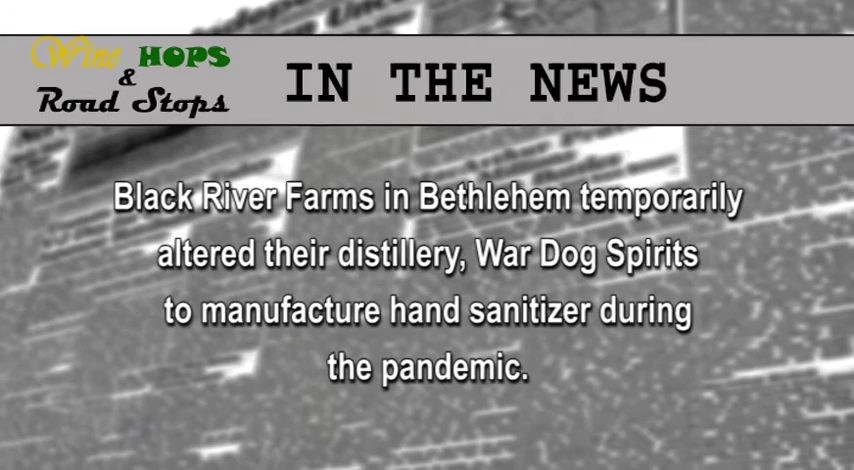 Wine HOPS
&
Road Stops
IN THE NEWS
Black River Farms in Bethlehem temporarily
altered their distillery, War Dog Spirits
to manufacture hand sanitizer during
the pandemic.